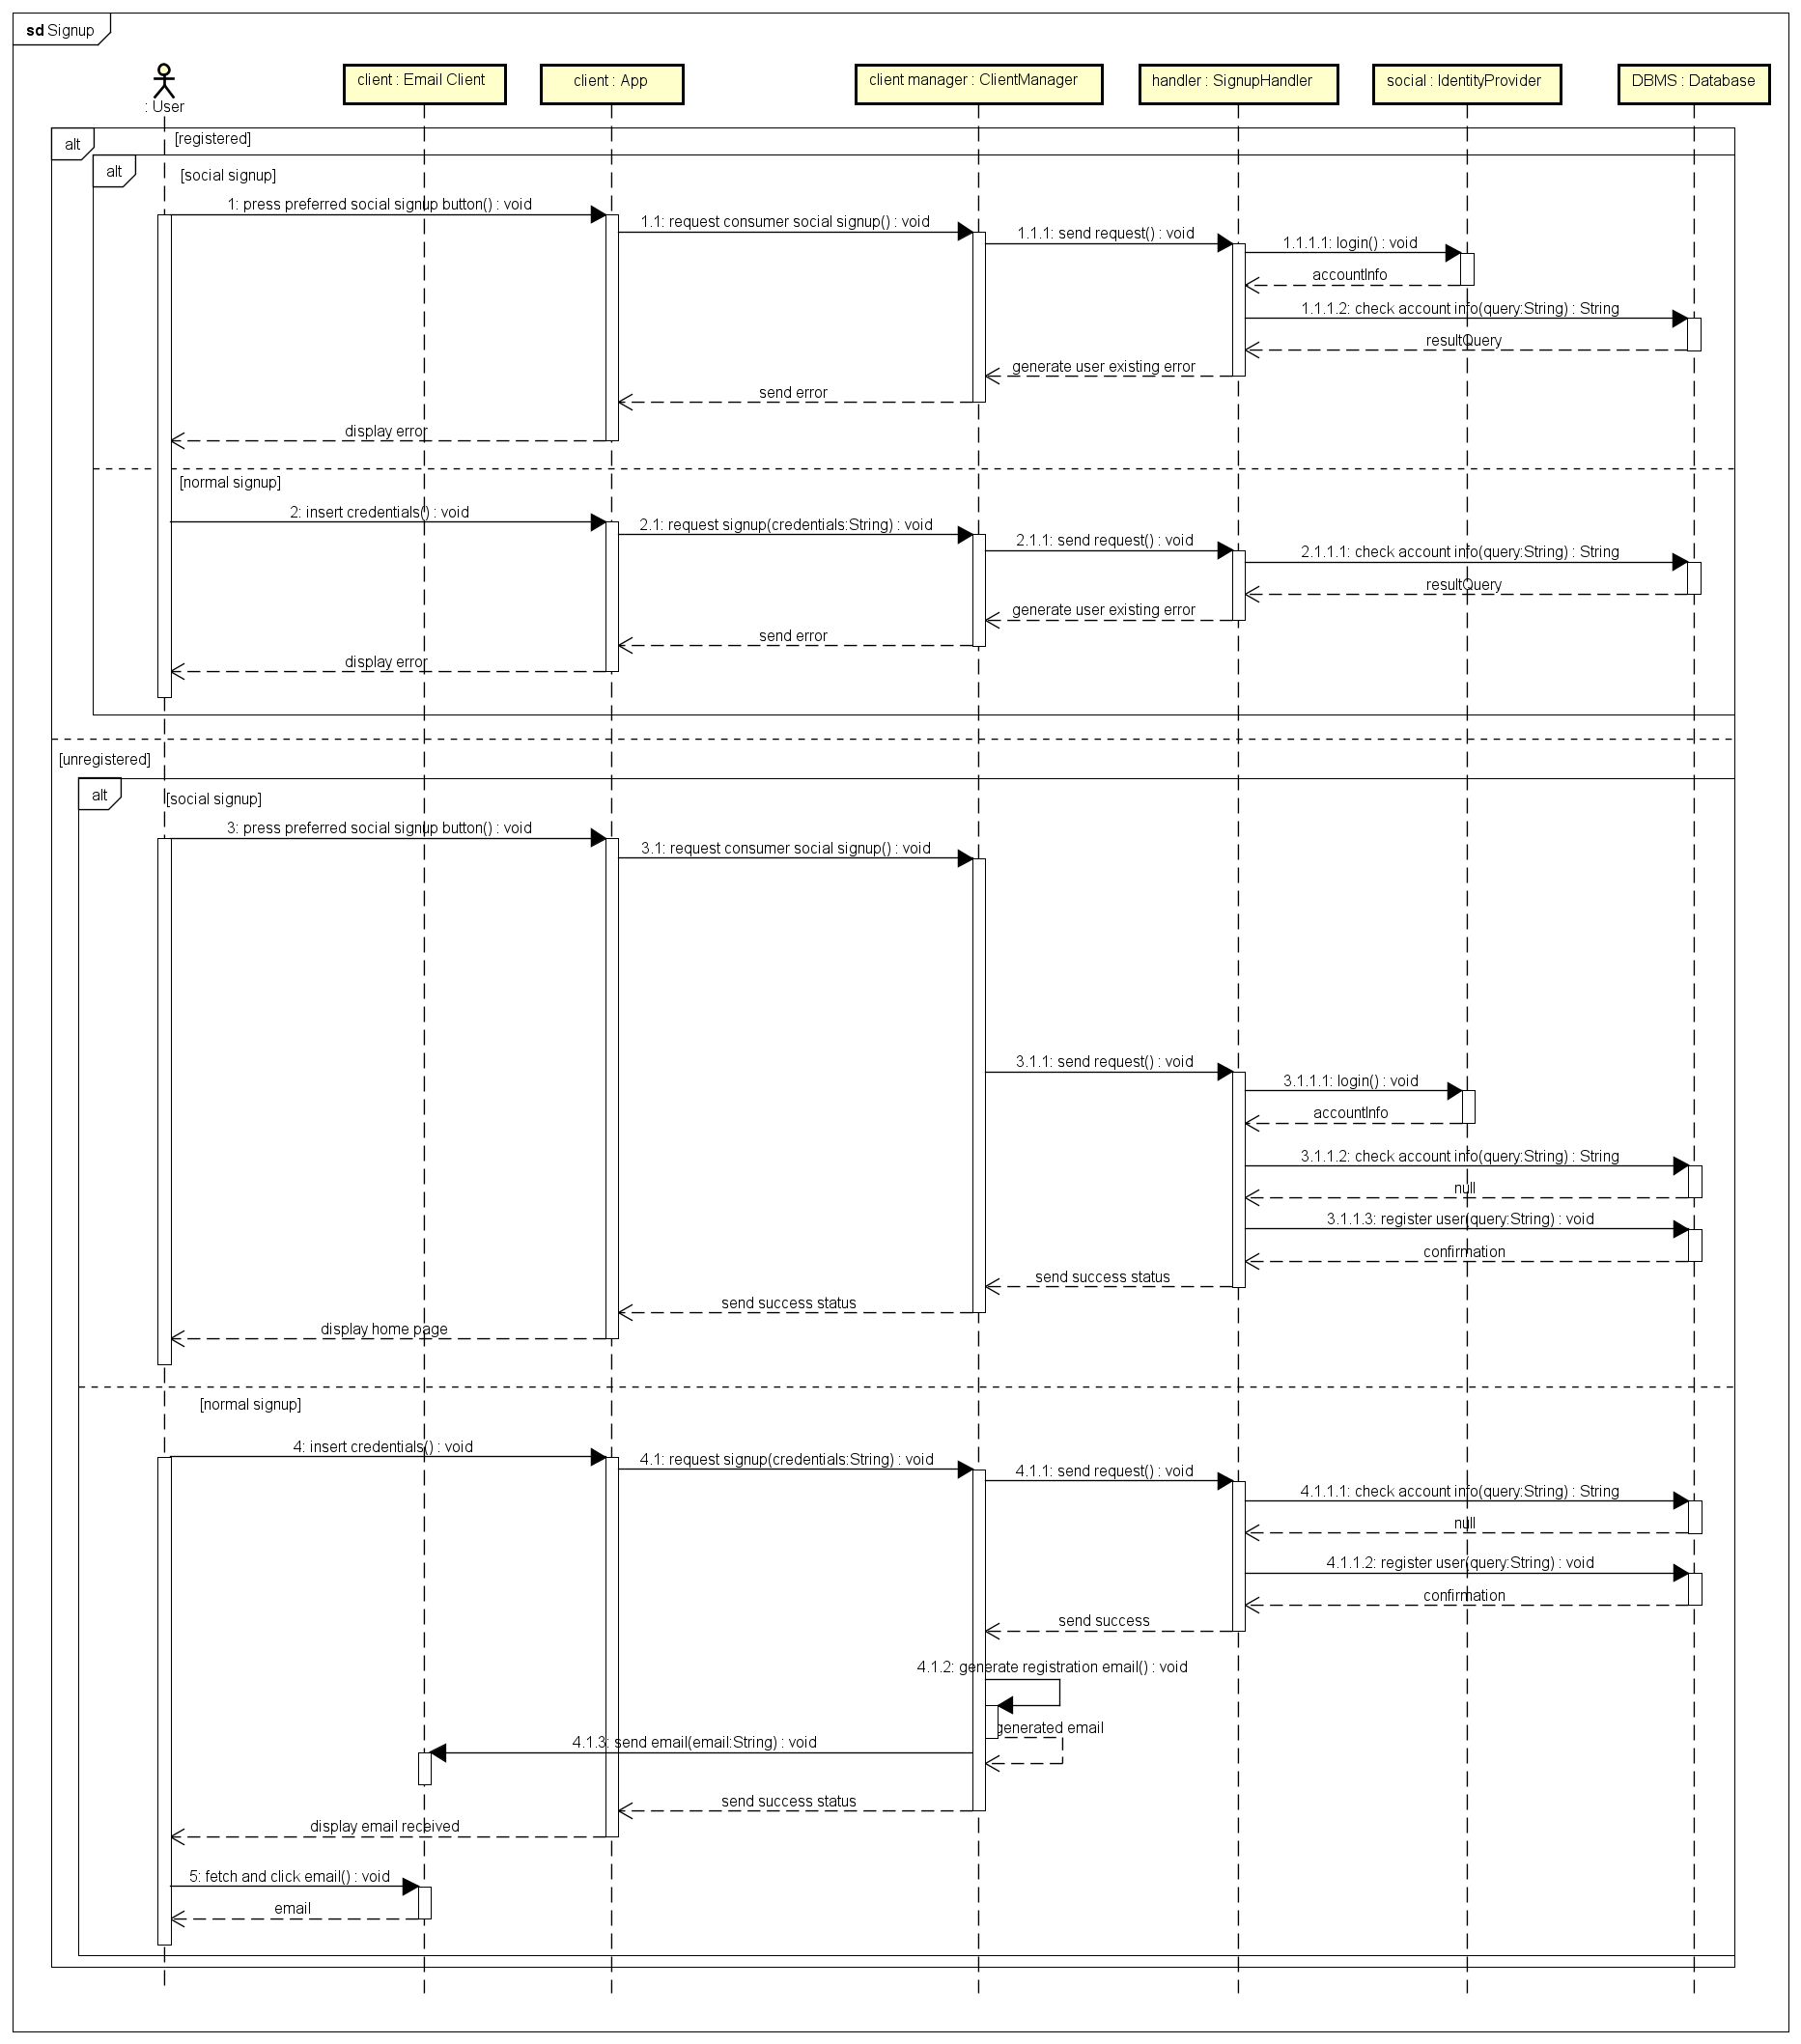 sd Signup
: User
client : Email Client
client : App
client manager : ClientManager
handler : SignupHandler
social : IdentityProvider
DBMS : Database
alt
[registered]
alt
[social signup]
1: press preferred social signup button() : void
1.1: request consumer social signup() : void
1.1.1: send request() : void
1.1.1.1: login() : void
accountInfo
1.1.1.2: check account info(query:String) : String
resultQuery
generate user existing error
send error
display error
[normal signup]
2: insert credentials() : void
2.1: request signup(credentials:String) : void
2.1.1: send request() : void
2.1.1.1: check account info(query:String) : String
resultQuery
generate user existing error
send error
display error
[unregistered]
alt
[social signup]
3: press preferred social signup button() : void
3.1: request consumer social signup() : void
3.1.1: send request() : void
3.1.1.1: login() : void
accountInfo
3.1.1.2: check account info(query:String) : String
null
3.1.1.3: register user(query:String) : void
confirmation
send success status
send success status
display home page
[normal signup]
4: insert credentials() : void
4.1: request signup(credentials:String) : void
4.1.1: send request() : void
4.1.1.1: check account info(query:String) : String
null
4.1.1.2: register user(query:String) : void
confirmation
send success
4.1.2: generate registration email() : void
generated email
4.1.3: send email(email:String) : void
send success status
display email received
5: fetch and click email() : void
email